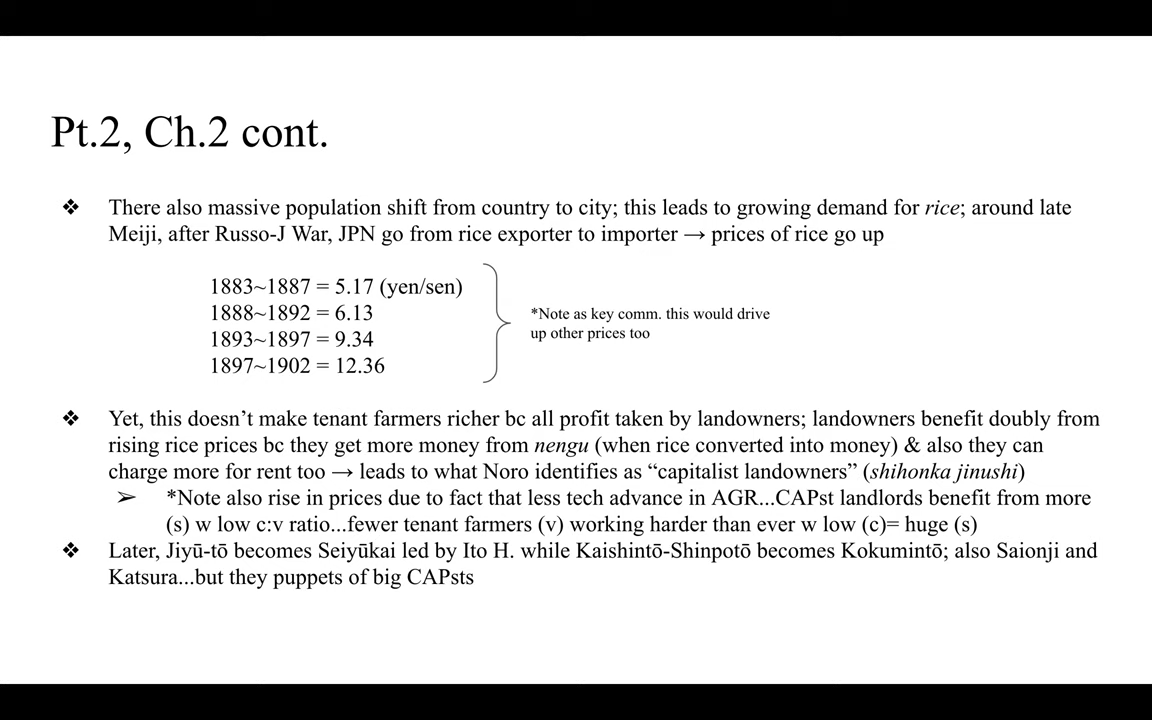 Pt.2, Ch.2 cont.
❖ There also massive population shift from country to city; this leads to growing demand for rice; around late
Meiji, after Russo-J War, JPN go from rice exporter to importer → prices of rice go up
1883~1887 = 5.17 (yen/sen)
1888~1892 = 6.13
1893~1897 = 9.34
1897~1902 = 12.36
*Note as key comm. this would drive
up other prices too
❖ Yet, this doesn’t make tenant farmers richer bc all profit taken by landowners; landowners benefit doubly from
rising rice prices bc they get more money from nengu (when rice converted into money) & also they can
charge more for rent too → leads to what Noro identifies as “capitalist landowners” (shihonka jinushi)
➢ *Note also rise in prices due to fact that less tech advance in AGR...CAPst landlords benefit from more
(s) w low c:v ratio...fewer tenant farmers (v) working harder than ever w low (c)= huge (s)
❖ Later, Jiyū-tō becomes Seiyūkai led by Ito H. while Kaishintō-Shinpotō becomes Kokumintō; also Saionji and
Katsura...but they puppets of big CAPsts